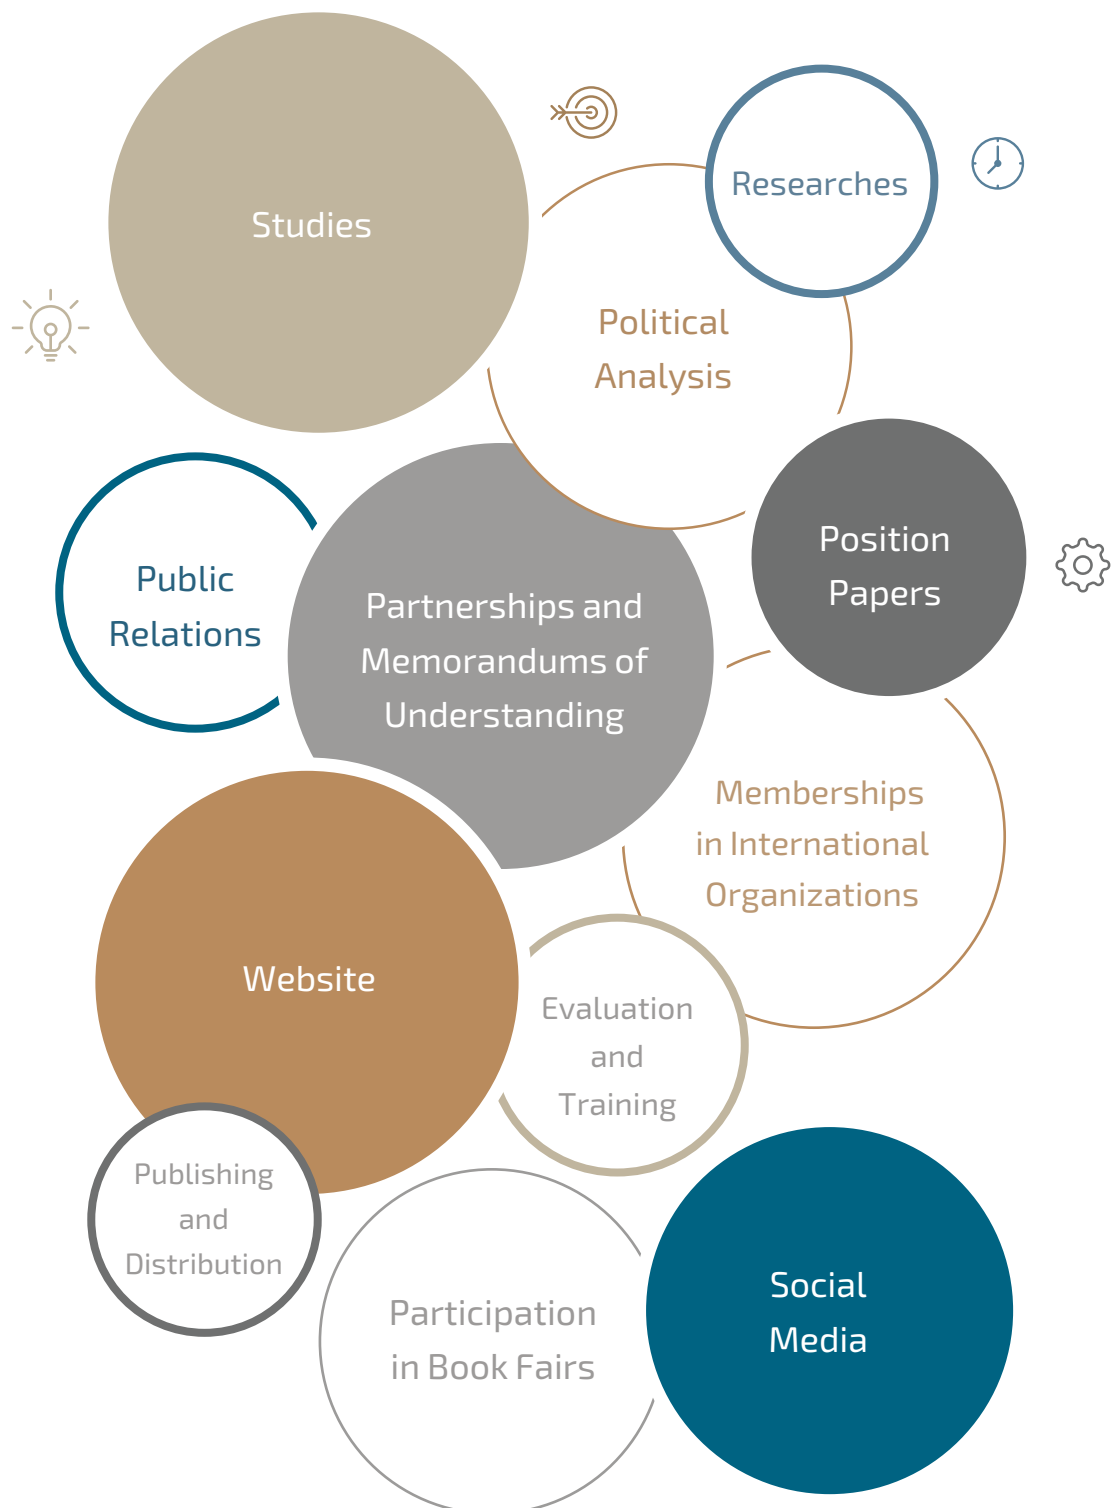 Studies
Researches
Political
Analysis
Position
Papers
Public
Relations
Partnerships and
Memorandums of
Understanding
Memberships
in International
Organizations
Website
Evaluation
and
Training
Publishing
and
Distribution
Participation
in Book Fairs
Social
Media